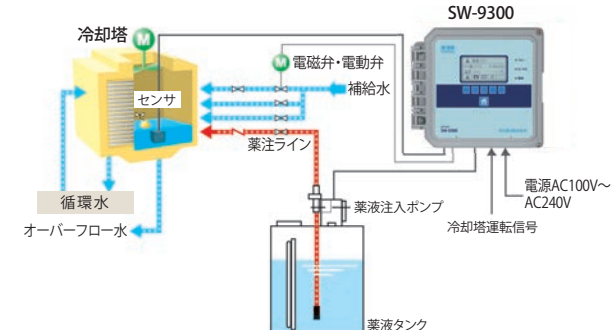 SW-9300
冷却塔
M
M
電磁弁・電動弁
センサ
補給水
薬注ライン
電源AC100V～
AC240V
循環水
薬液注入ポンプ
冷却塔運転信号
オーバーフロー水
薬液タンク